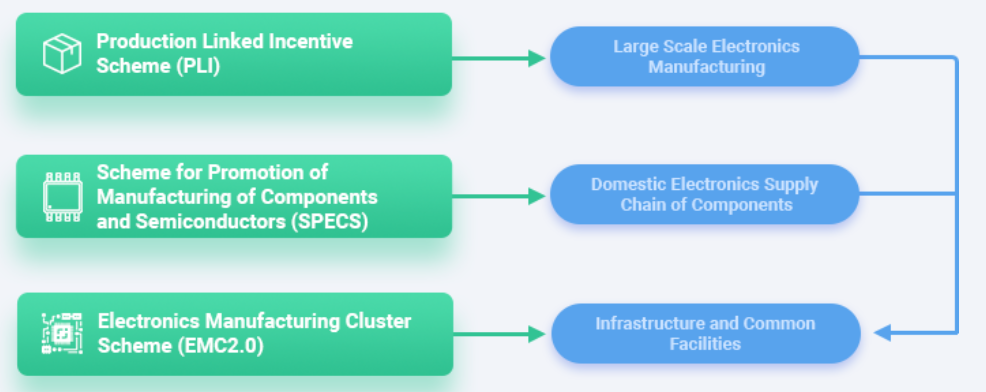 Production Linked Incentive
Scheme (PLI)
Large Scale Electronics
Manufacturing
Scheme for Promotion of
Manufacturing of Components
and Semiconductors (SPECS)
Domestic Electronics Supply
Chain of Components
Electronics Manufacturing Cluster
Scheme (EMC2.0)
Infrastructure and Common
Facilities